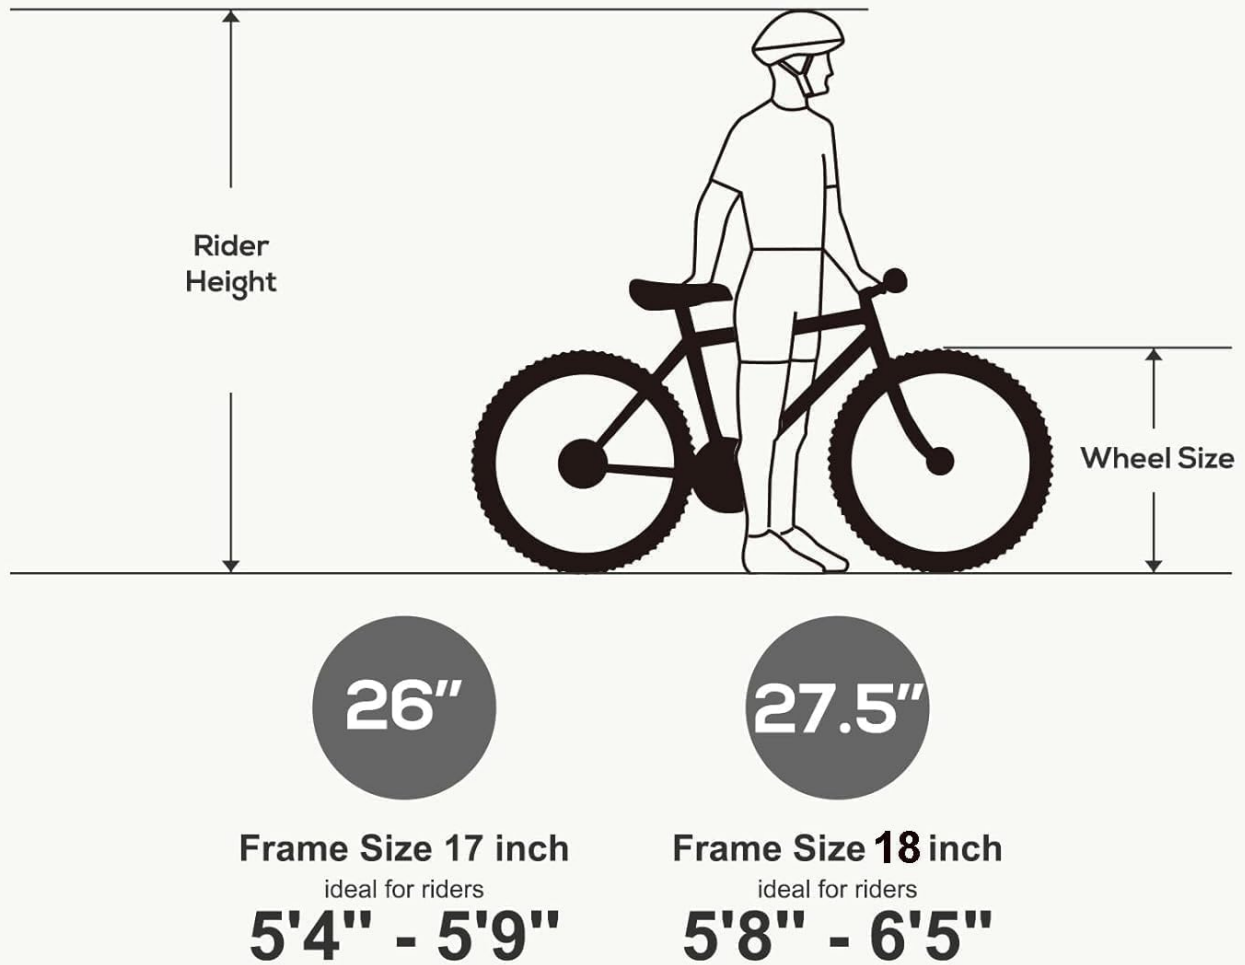 Rider
Height
Wheel Size
26"
27.5"
Frame Size 17 inch
ideal for riders
5'4" - 5'9"
Frame Size 18 inch
ideal for riders
5'8" - 6'5"